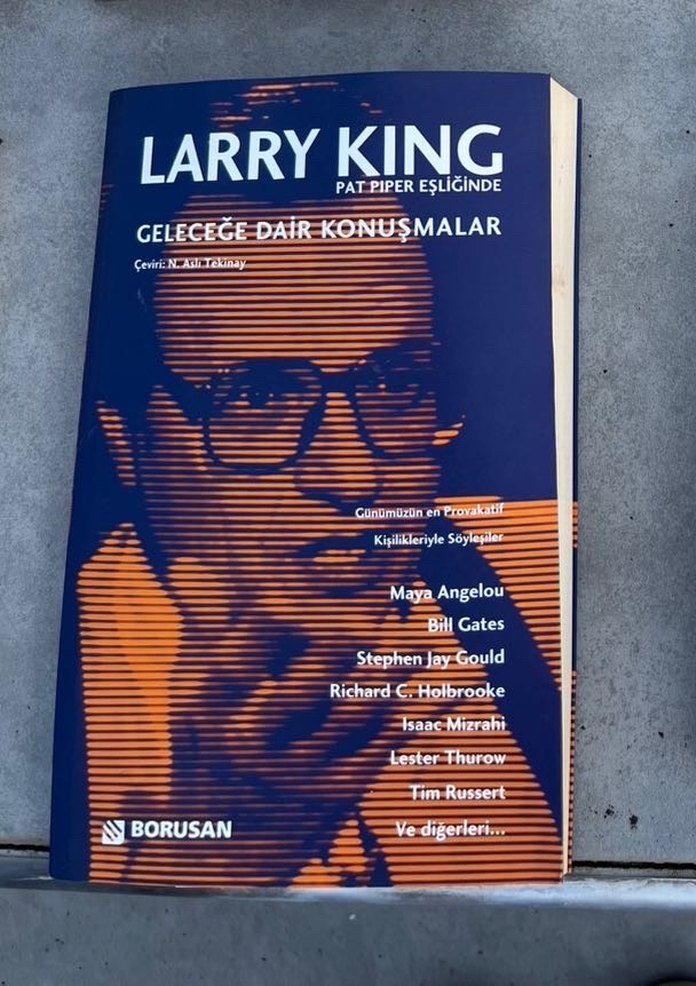 LARRY KING
PAT PIPER EŞLİĞİNDE
GELECEĞE DAİR KONUŞMALAR
Çeviri: N. Aslı Tekinay
Günümüzün en Provakatif
Kişilikleriyle Söyleşiler
Maya Angelou
Bill Gates
Stephen Jay Gould
Richard C. Holbrooke
Isaac Mizrahi
Lester Thurow
Tim Russert
Ve diğerleri...
BORUSAN